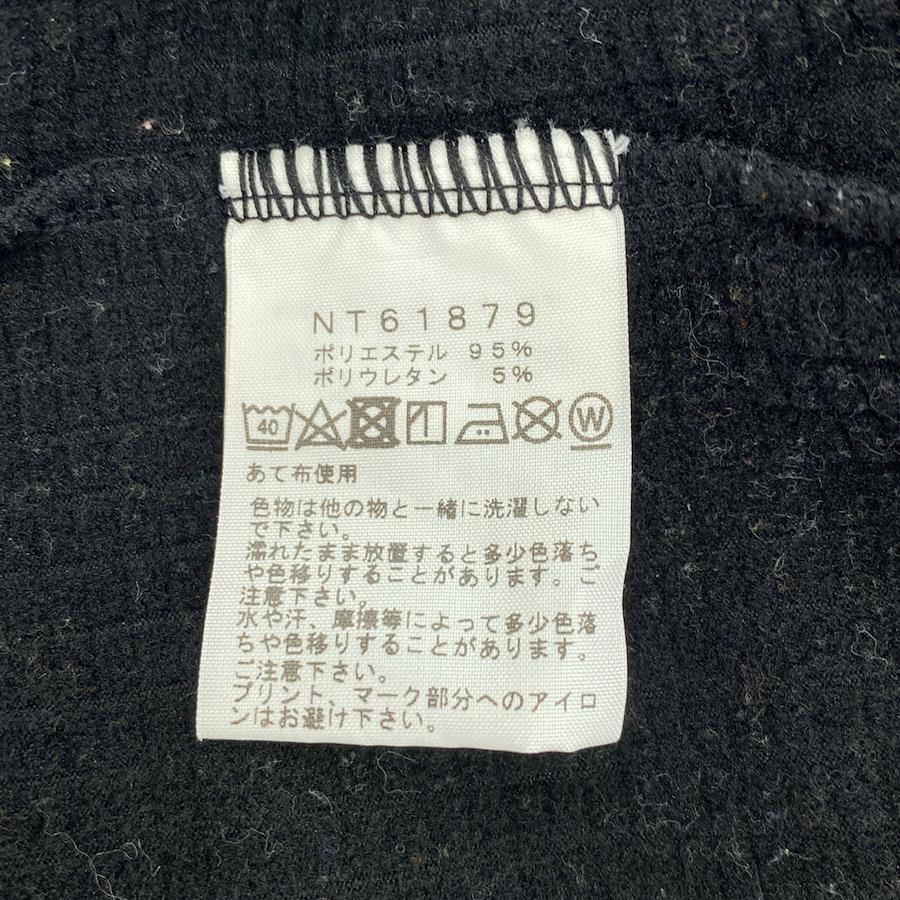 NT61879
ポリエステル 95%
ポリウレタン 5%
40 W
あて布使用
色物は他の物と一緒に洗濯しない
で下さい。
濡れたまま放置すると多少色落ち
や色移りすることがあります。ご
注意下さい。
水や汗、摩擦等によって多少色落
ちや色移りすることがあります。
ご注意下さい。
プリント、マーク部分へのアイロ
ンはお避け下さい。